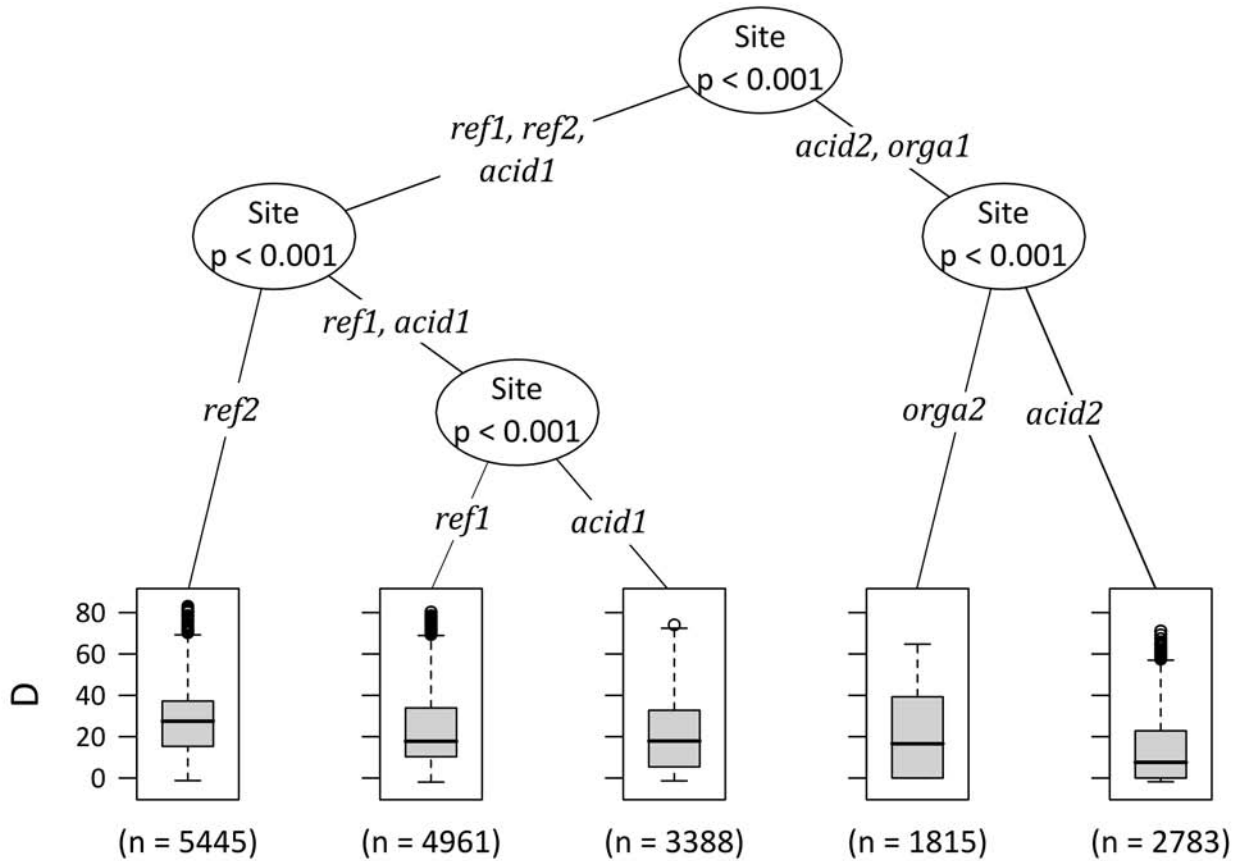 Site
p < 0.001
ref1, ref2,
acid1
acid2, orga1
Site
p < 0.001
Site
p < 0.001
ref1, acid1
ref2
Site
p < 0.001
orga2
acid2
ref1
acid1
D
80
60
40
20
0
(n = 5445)
(n = 4961)
(n = 3388)
(n = 1815)
(n = 2783)